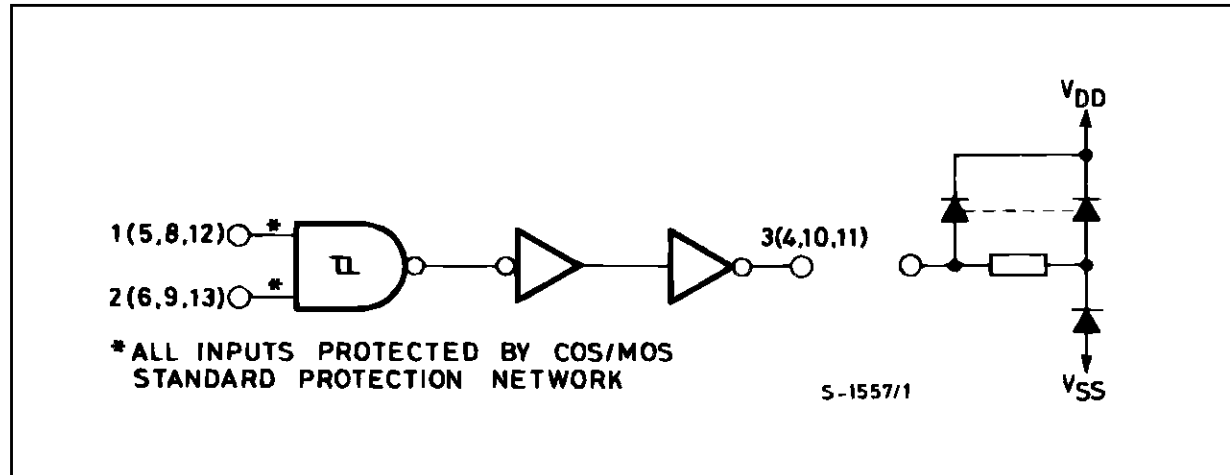 VDD
1(5,8,12)
*
2(6,9,13)
*
3(4,10,11)
* ALL INPUTS PROTECTED BY COS/MOS
STANDARD PROTECTION NETWORK
S-1557/1
VSS